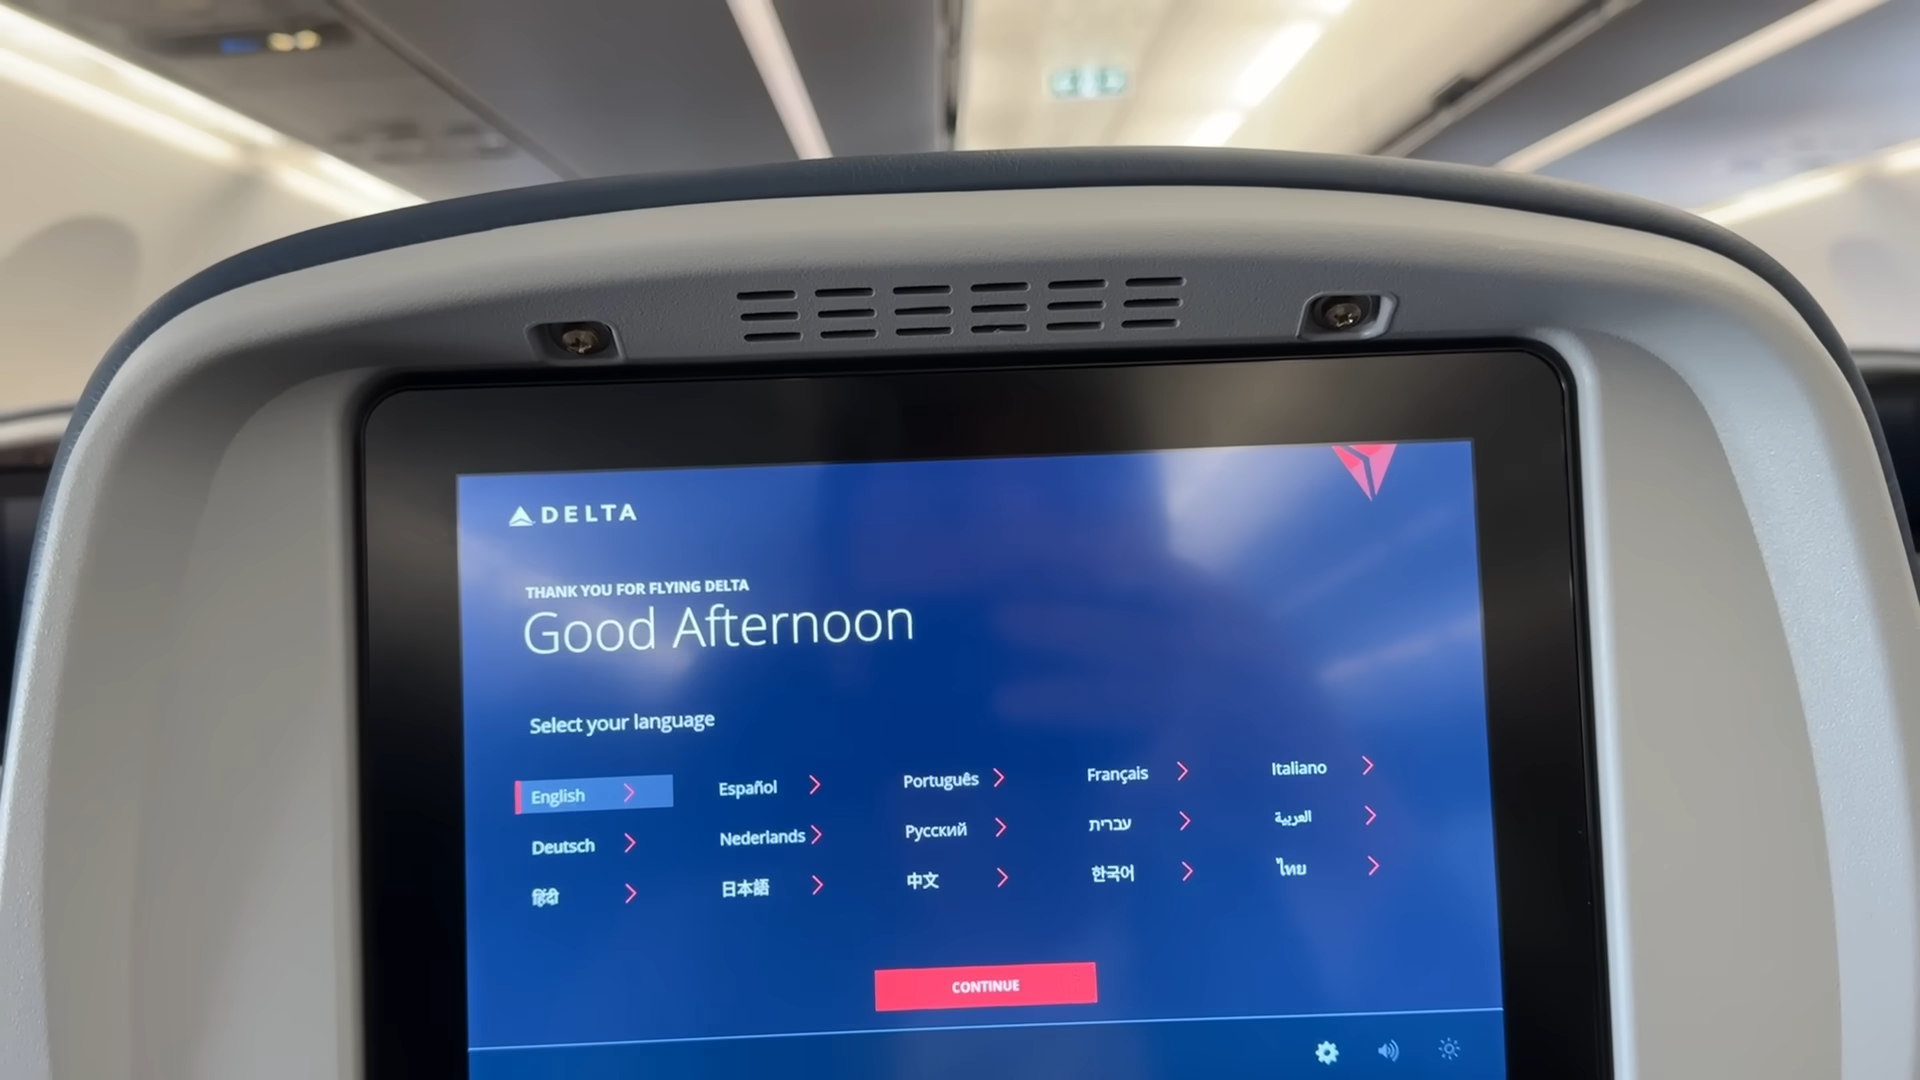 DELTA
THANK YOU FOR FLYING DELTA
Good Afternoon
Select your language
English Español Português Français Italiano
Deutsch Nederlands Русский עברית العربية
हिंदी 日本語 中文 한국어 ไทย
CONTINUE